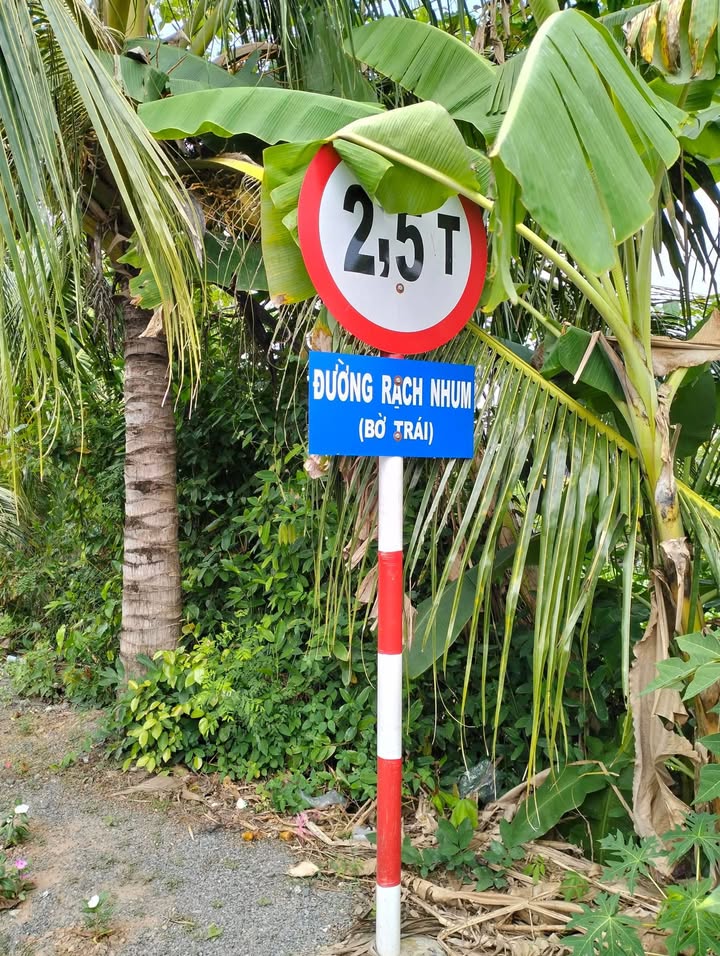 2,5 T
ĐƯỜNG RẠCH NHUM
(BỜ TRÁI)